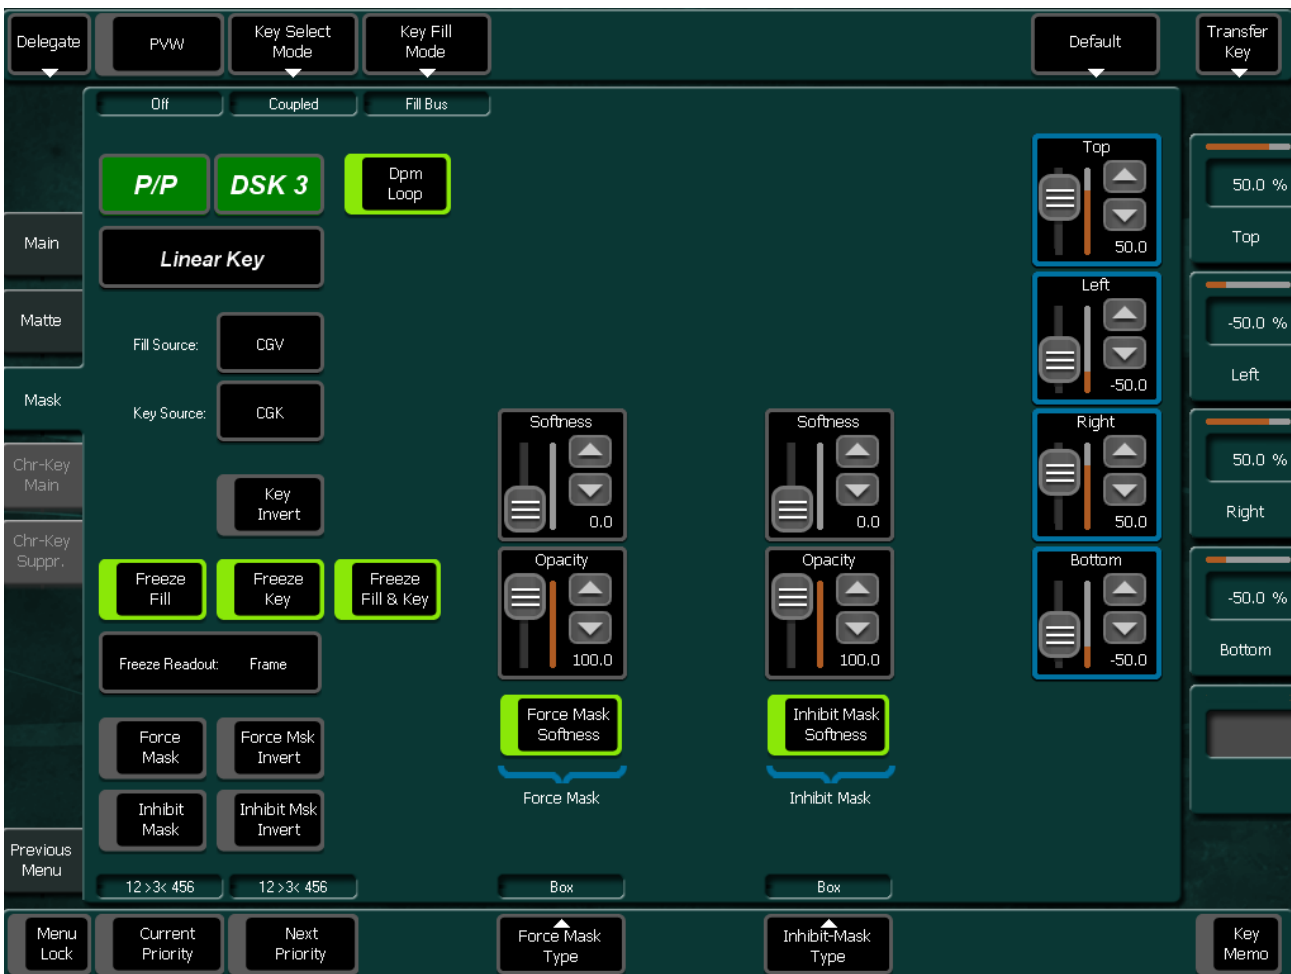 Delegate
PVW
Key Select
Mode
Key Fill
Mode
Default
Transfer
Key
Off
Coupled
Fill Bus
P/P
DSK 3
Dpm
Loop
Linear Key
Main
Matte
Mask
Chr-Key
Main
Chr-Key
Suppr.
Previous
Menu
Fill Source:
CGV
Key Source:
CGK
Key
Invert
Freeze
Fill
Freeze
Key
Freeze
Fill & Key
Freeze Readout:
Frame
Force
Mask
Force Msk
Invert
Inhibit
Mask
Inhibit Msk
Invert
12 >3< 456
12 >3< 456
Softness
0.0
Opacity
100.0
Force Mask
Softness
Force Mask
Box
Softness
0.0
Opacity
100.0
Inhibit Mask
Softness
Inhibit Mask
Box
Top
50.0
Left
-50.0
Right
50.0
Bottom
-50.0
50.0 %
Top
-50.0 %
Left
50.0 %
Right
-50.0 %
Bottom
Menu
Lock
Current
Priority
Next
Priority
Force Mask
Type
Inhibit-Mask
Type
Key
Memo